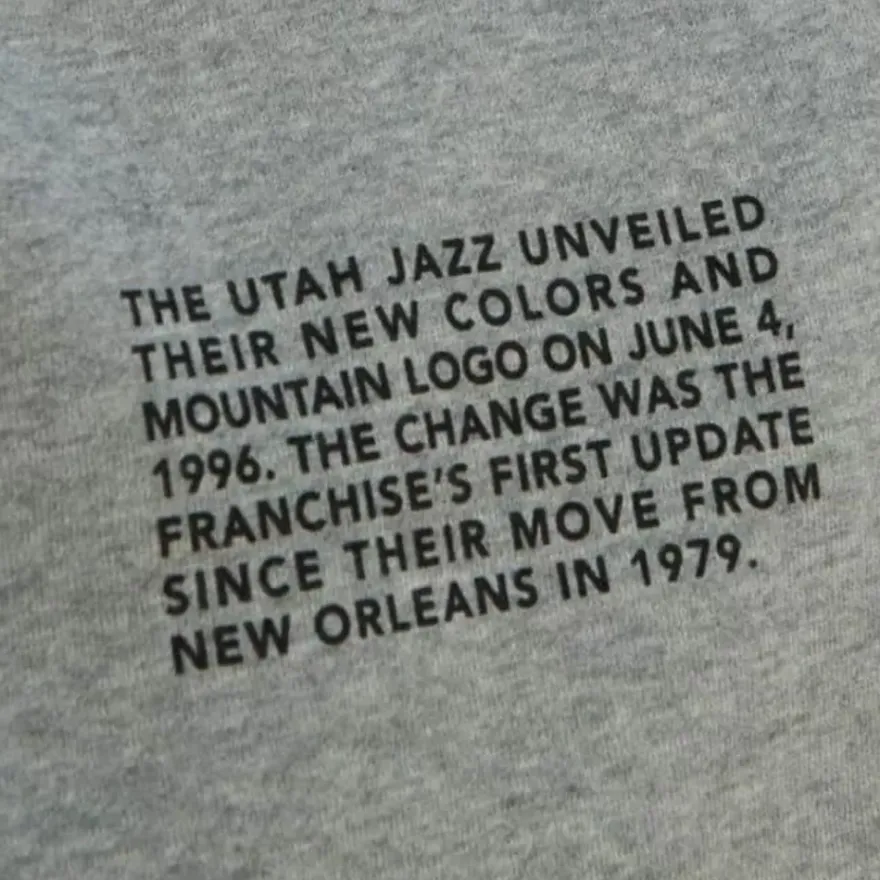 THE UTAH JAZZ UNVEILED
THEIR NEW COLORS AND
MOUNTAIN LOGO ON JUNE 4,
1996. THE CHANGE WAS THE
FRANCHISE'S FIRST UPDATE
SINCE THEIR MOVE FROM
NEW ORLEANS IN 1979.